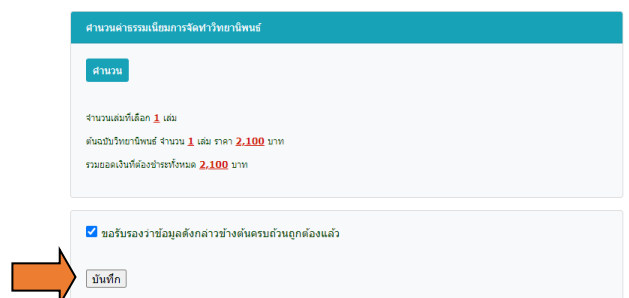 คำนวนค่าธรรมเนียมการจัดทำวิทยานิพนธ์
คำนวน
จำนวนเล่มที่เลือก 1 เล่ม
ต้นฉบับวิทยานิพนธ์ จำนวน 1 เล่ม ราคา 2,100 บาท
รวมยอดเงินที่ต้องชำระทั้งหมด 2,100 บาท
ขอรับรองว่าข้อมูลดังกล่าวข้างต้นครบถ้วนถูกต้องแล้ว
บันทึก